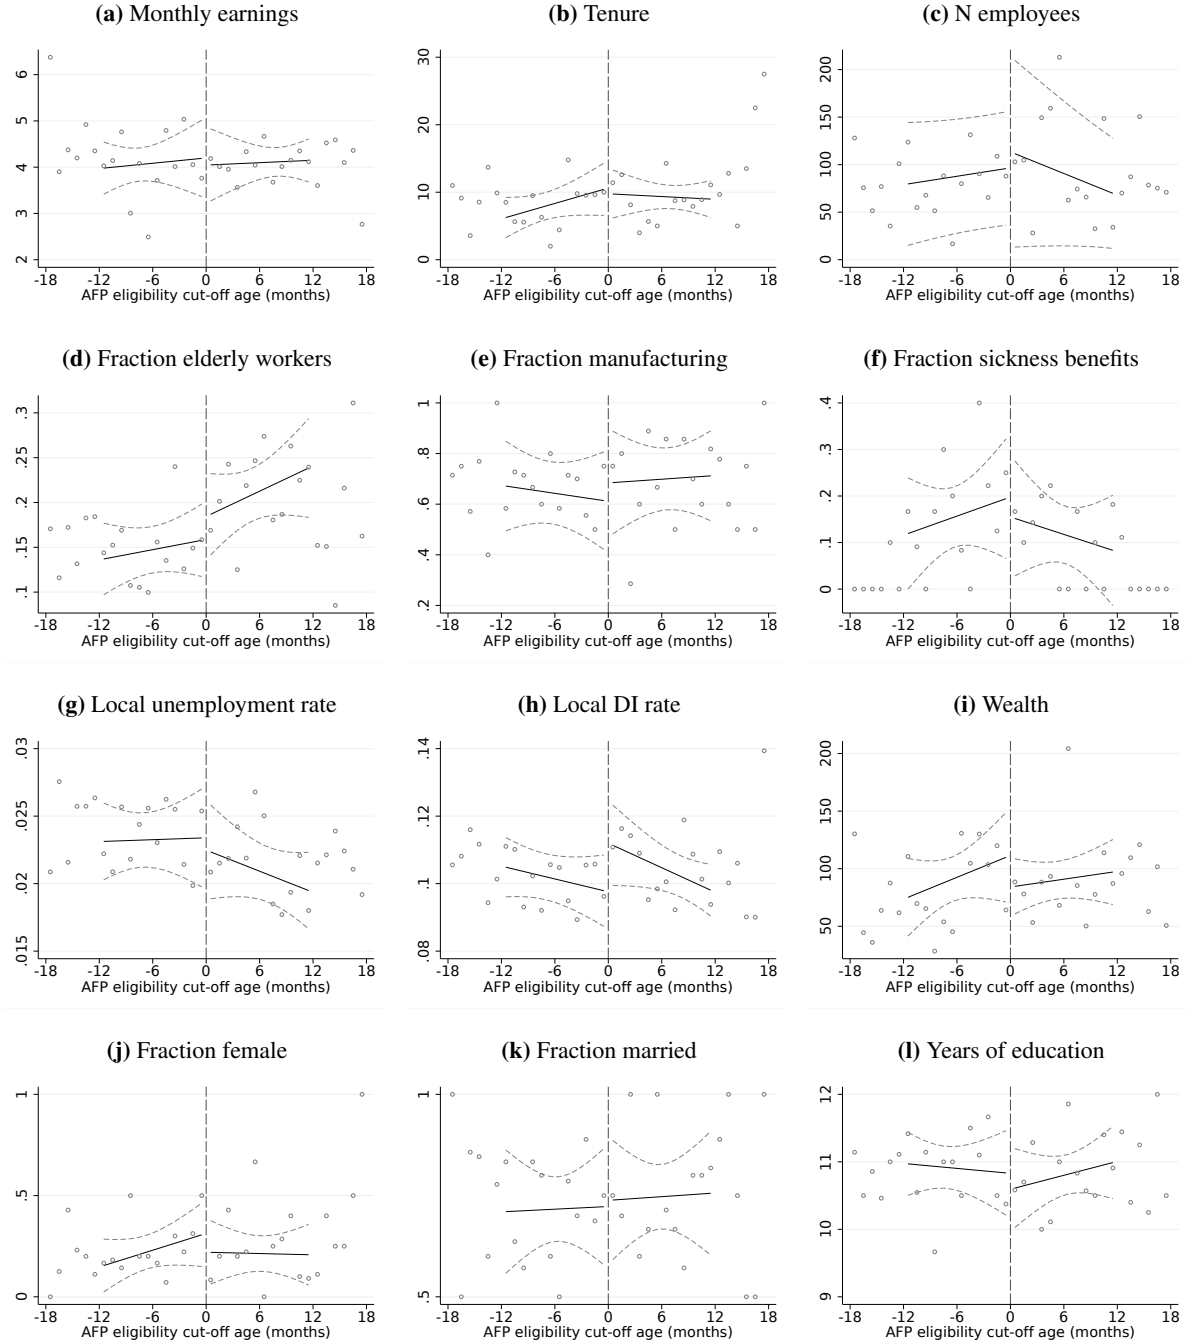 (a) Monthly earnings
(b) Tenure
(c) N employees
6
5
4
3
2
-18 -12 -6 0 6 12 18
AFP eligibility cut-off age (months)
30
20
10
0
-18 -12 -6 0 6 12 18
AFP eligibility cut-off age (months)
200
150
100
50
0
-18 -12 -6 0 6 12 18
AFP eligibility cut-off age (months)
(d) Fraction elderly workers
(e) Fraction manufacturing
(f) Fraction sickness benefits
.3
.25
.2
.15
.1
-18 -12 -6 0 6 12 18
AFP eligibility cut-off age (months)
1
.8
.6
.4
.2
-18 -12 -6 0 6 12 18
AFP eligibility cut-off age (months)
.4
.3
.2
.1
0
-18 -12 -6 0 6 12 18
AFP eligibility cut-off age (months)
(g) Local unemployment rate
(h) Local DI rate
(i) Wealth
.03
.025
.02
.015
-18 -12 -6 0 6 12 18
AFP eligibility cut-off age (months)
.14
.12
.1
.08
-18 -12 -6 0 6 12 18
AFP eligibility cut-off age (months)
200
150
100
50
-18 -12 -6 0 6 12 18
AFP eligibility cut-off age (months)
(j) Fraction female
(k) Fraction married
(l) Years of education
1
.5
0
-18 -12 -6 0 6 12 18
AFP eligibility cut-off age (months)
1
.5
-18 -12 -6 0 6 12 18
AFP eligibility cut-off age (months)
12
11
10
9
-18 -12 -6 0 6 12 18
AFP eligibility cut-off age (months)